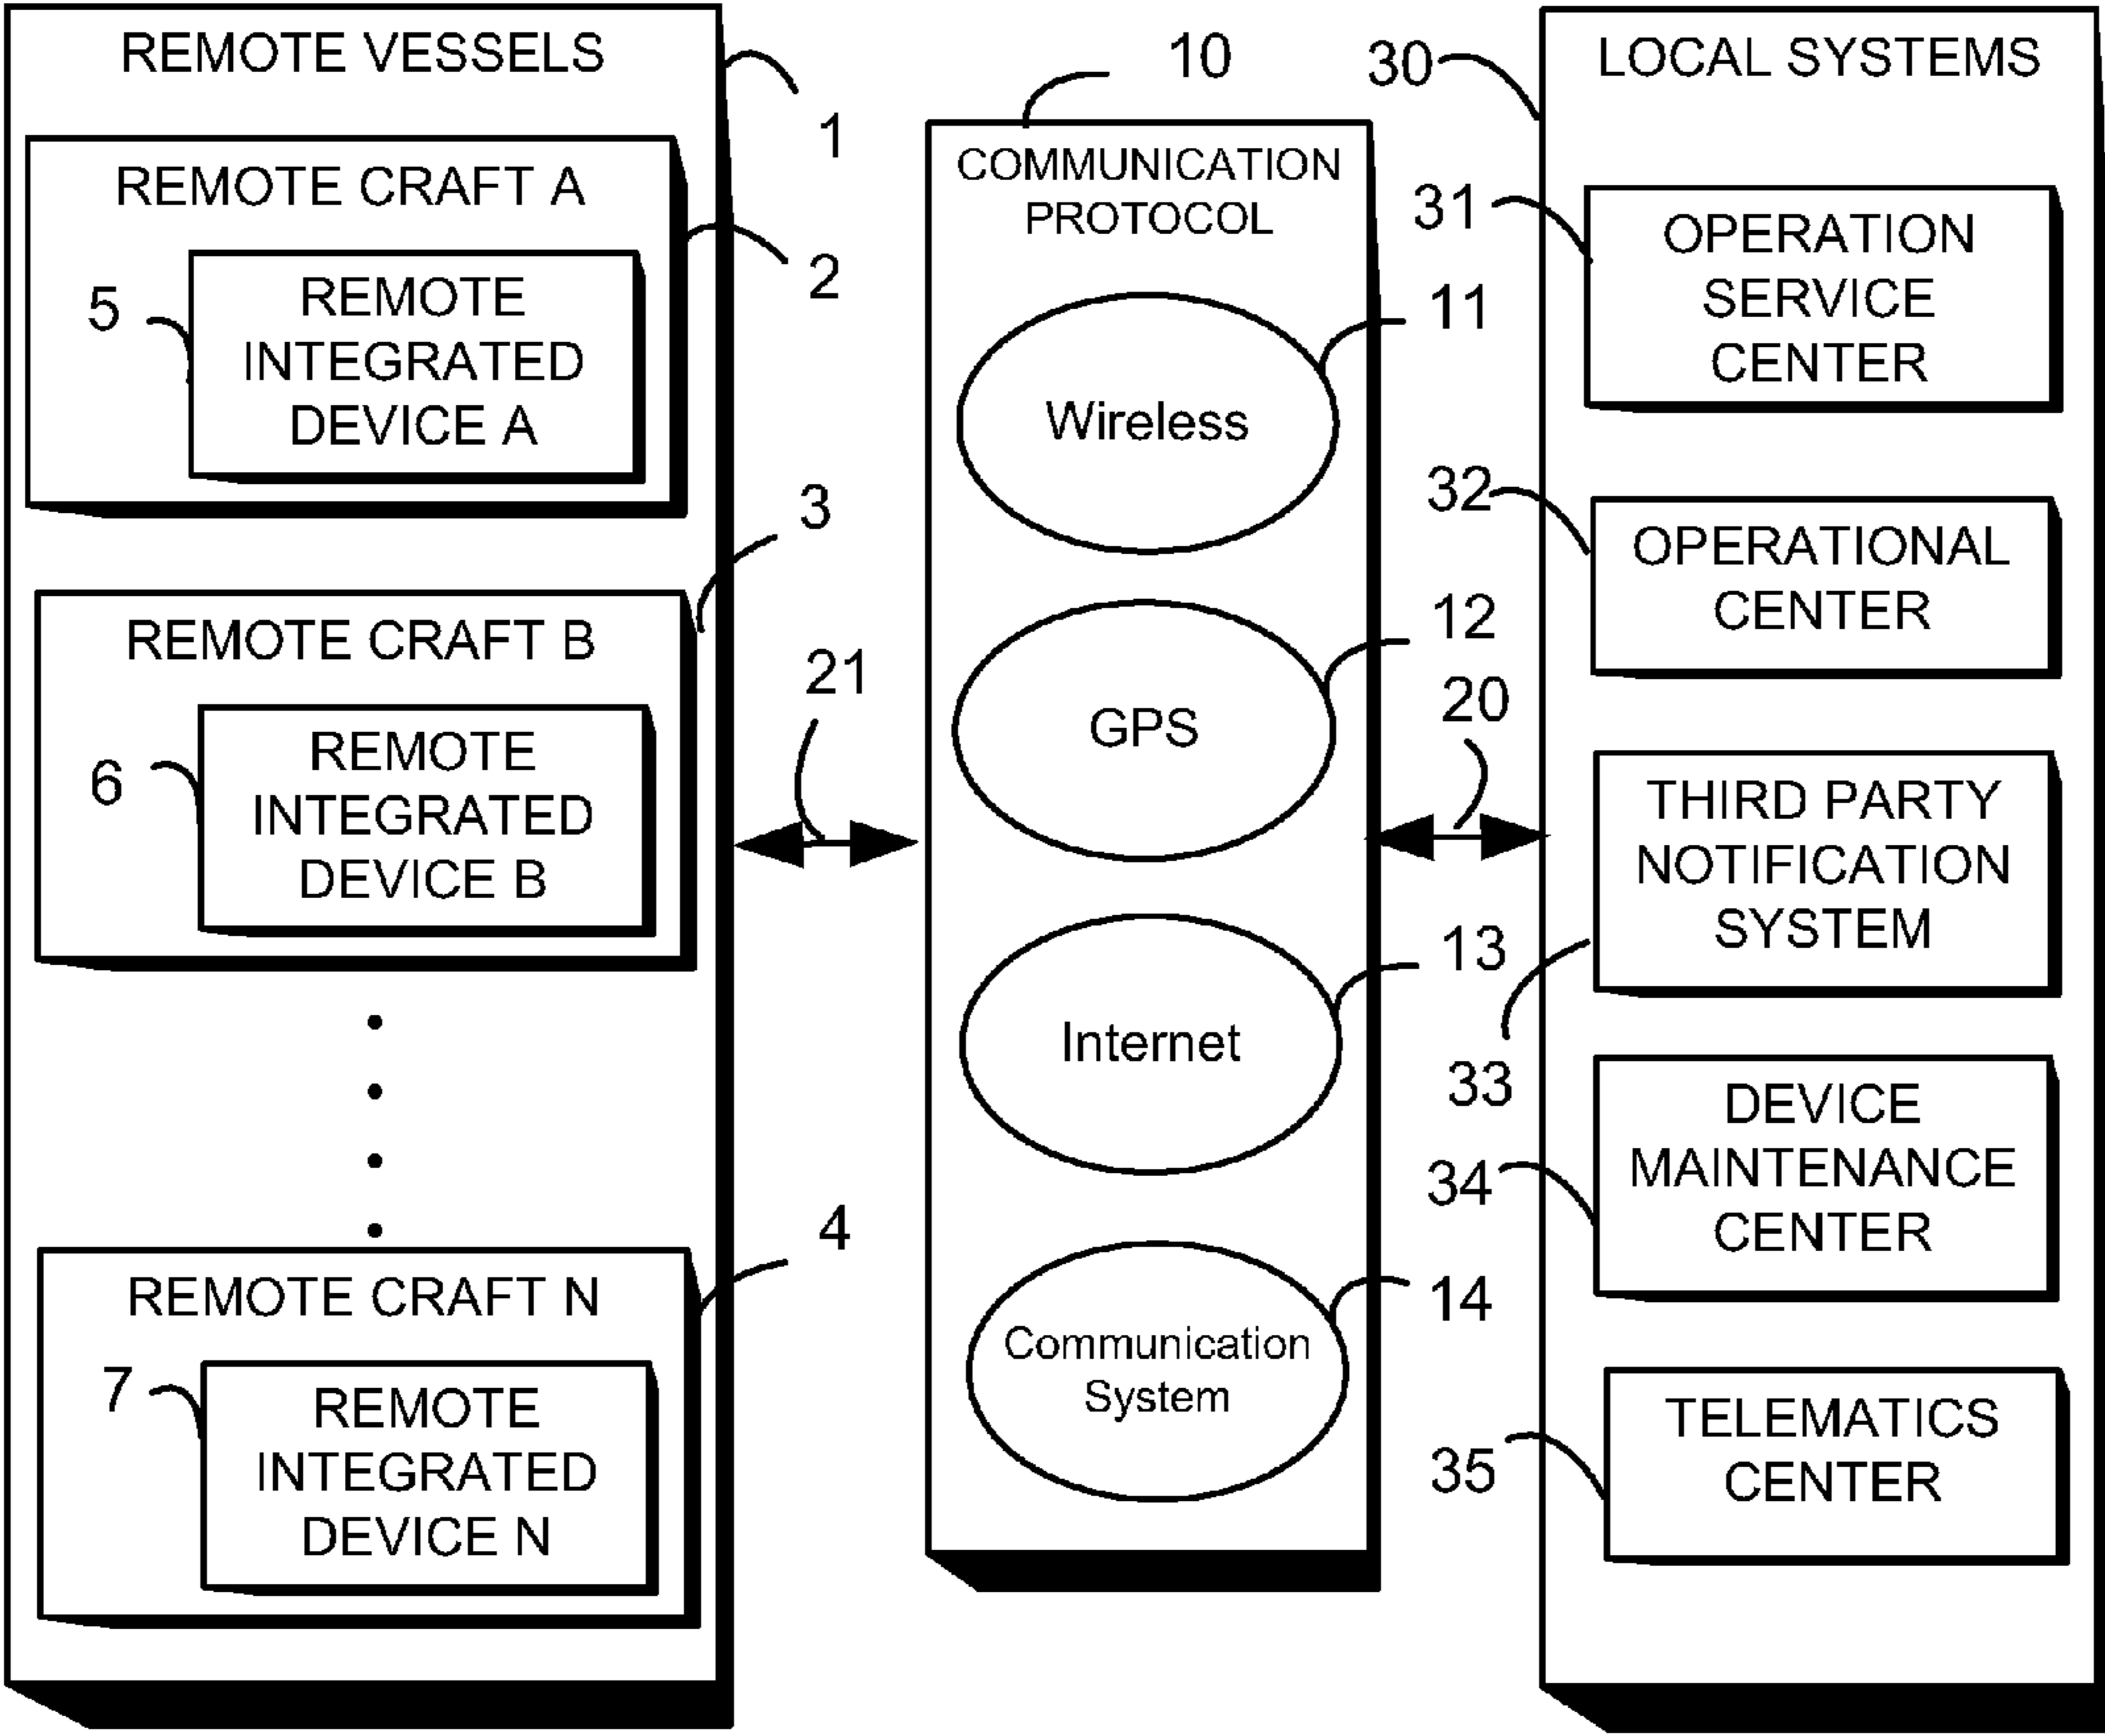 REMOTE VESSELS
1
REMOTE CRAFT A
2
5
REMOTE
INTEGRATED
DEVICE A
3
REMOTE CRAFT B
6
REMOTE
INTEGRATED
DEVICE B
4
REMOTE CRAFT N
7
REMOTE
INTEGRATED
DEVICE N
21
10
COMMUNICATION
PROTOCOL
11
Wireless
12
GPS
13
Internet
14
Communication
System
20
30
LOCAL SYSTEMS
31
OPERATION
SERVICE
CENTER
32
OPERATIONAL
CENTER
THIRD PARTY
NOTIFICATION
SYSTEM
33
DEVICE
MAINTENANCE
CENTER
34
TELEMATICS
CENTER
35